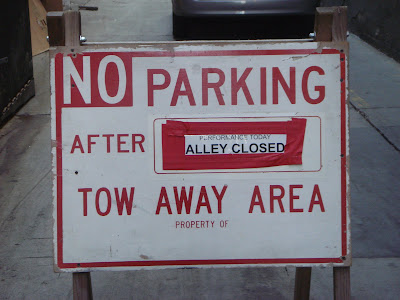 NO PARKING
AFTER
PERFORMANCE TODAY
ALLEY CLOSED
TOW AWAY AREA
PROPERTY OF